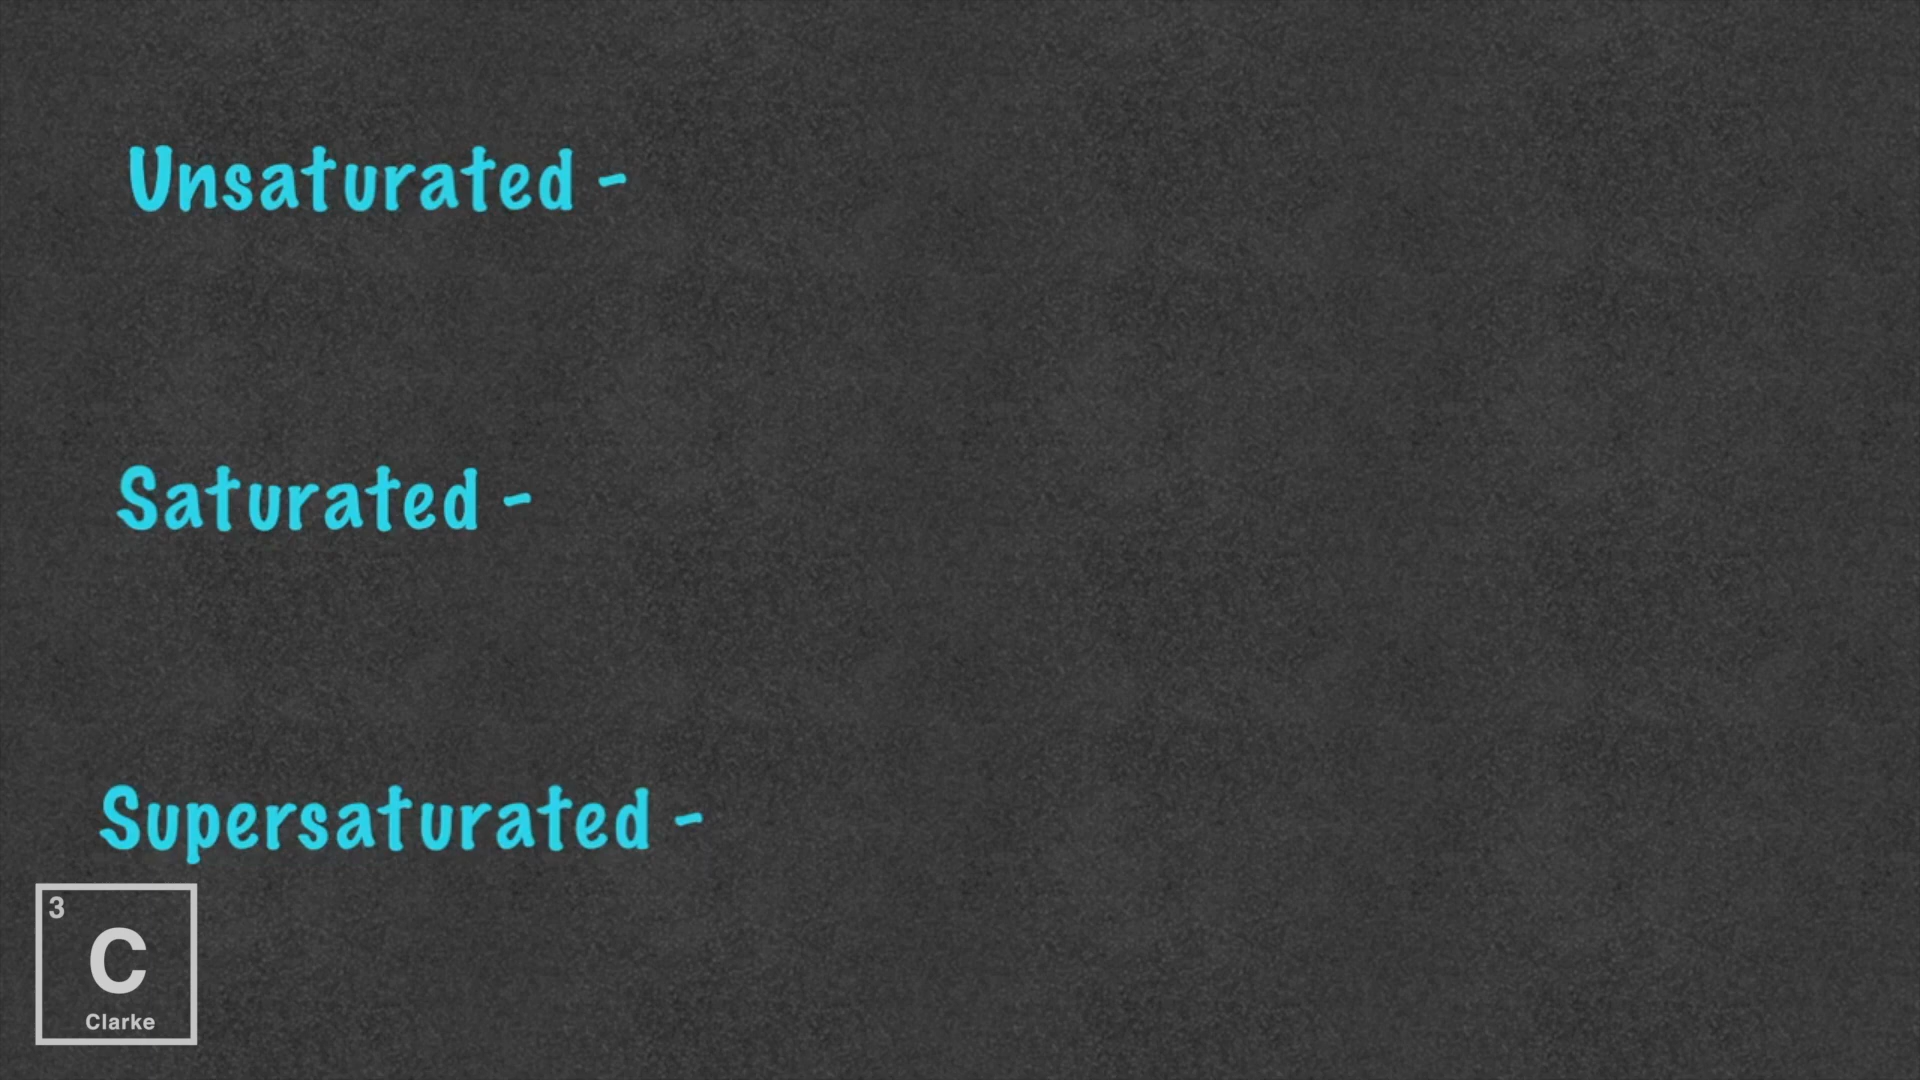 Unsaturated -
Saturated -
Supersaturated -
3
C
Clarke